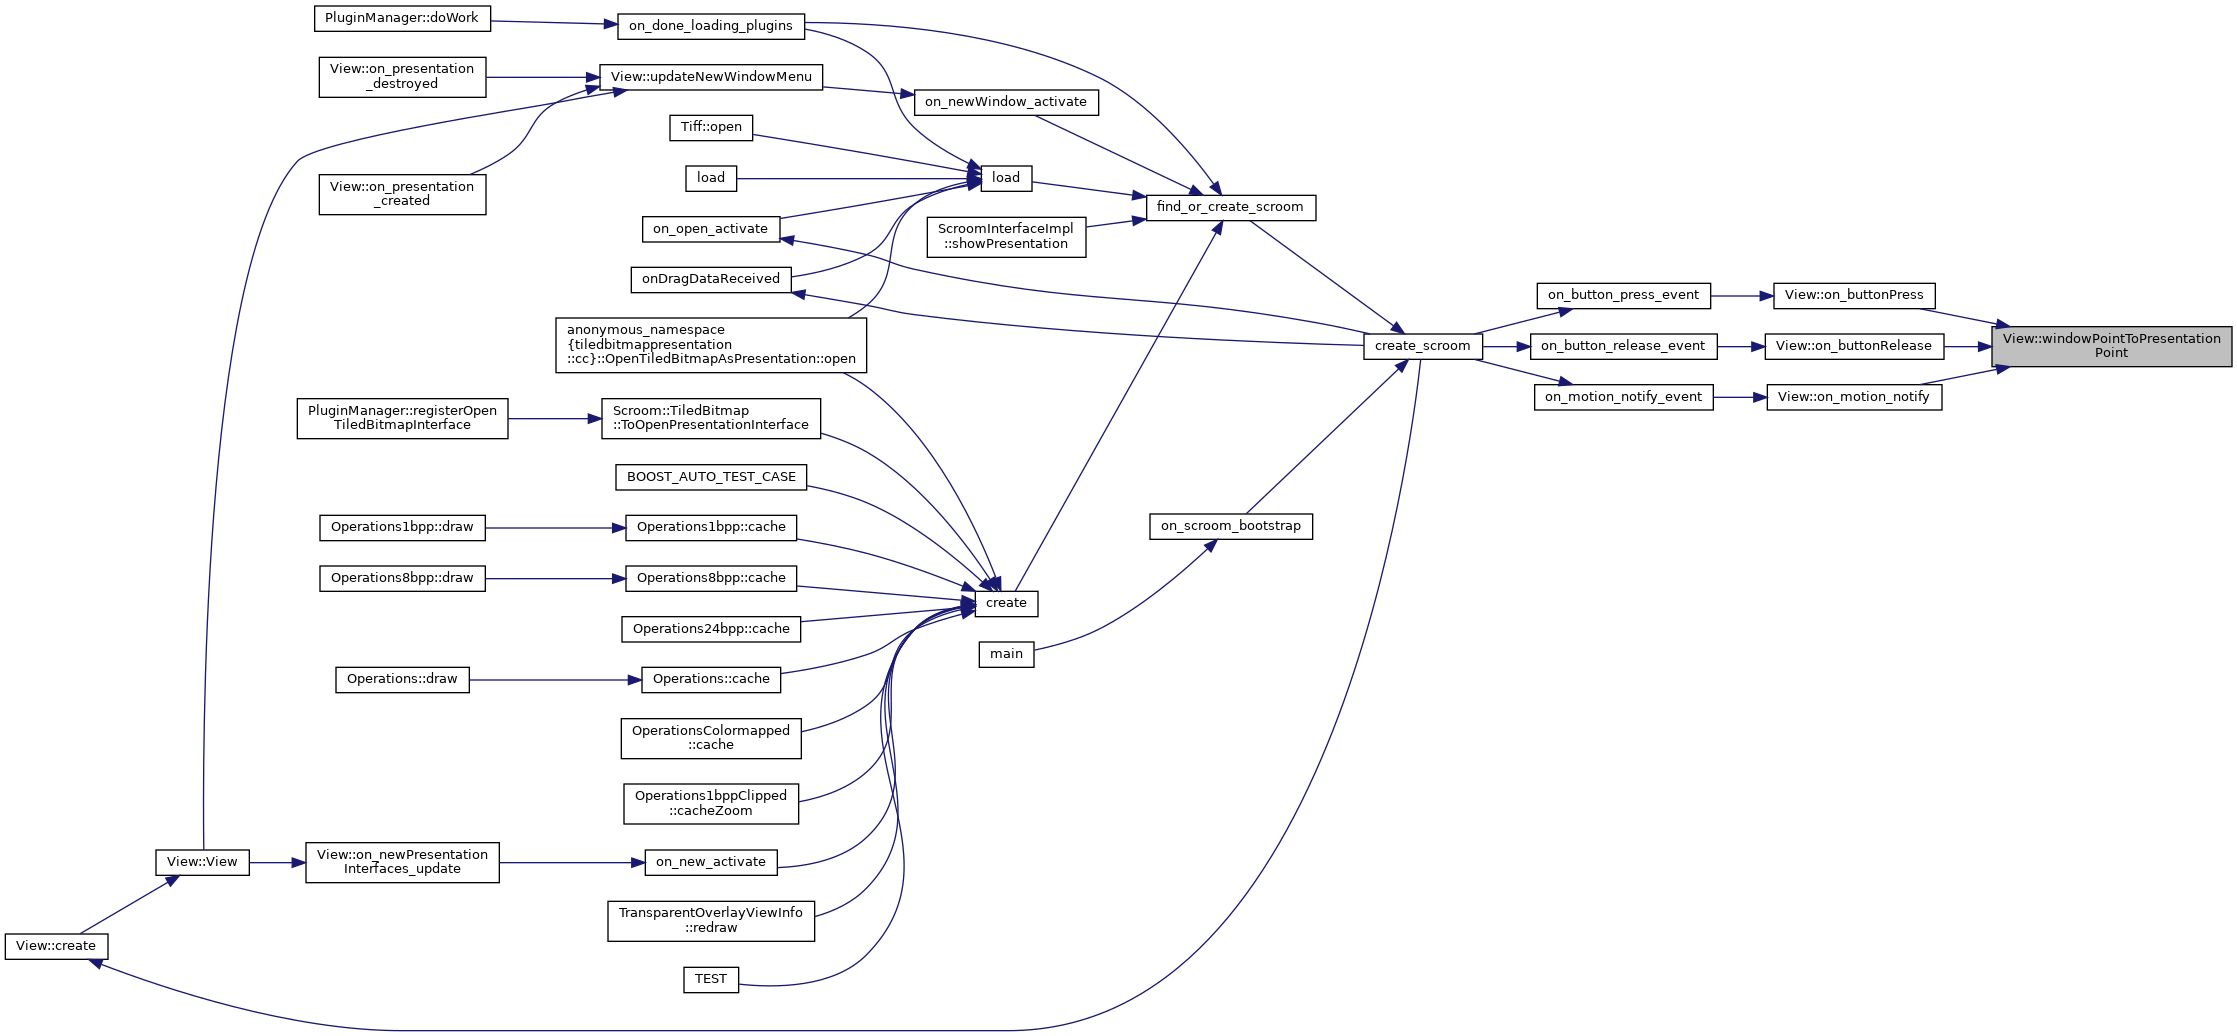 PluginManager::doWork
on_done_loading_plugins
View::on_presentation
_destroyed
View::updateNewWindowMenu
on_newWindow_activate
Tiff::open
load
load
View::on_presentation
_created
find_or_create_scroom
on_open_activate
ScroomInterfaceImpl
::showPresentation
onDragDataReceived
on_button_press_event
View::on_buttonPress
anonymous_namespace
{tiledbitmappresentation
::cc}::OpenTiledBitmapAsPresentation::open
create_scroom
on_button_release_event
View::on_buttonRelease
View::windowPointToPresentation
Point
on_motion_notify_event
View::on_motion_notify
PluginManager::registerOpen
TiledBitmapInterface
Scroom::TiledBitmap
::ToOpenPresentationInterface
BOOST_AUTO_TEST_CASE
Operations1bpp::draw
Operations1bpp::cache
on_scroom_bootstrap
Operations8bpp::draw
Operations8bpp::cache
create
Operations24bpp::cache
main
Operations::draw
Operations::cache
OperationsColormapped
::cache
Operations1bppClipped
::cacheZoom
View::View
View::on_newPresentation
Interfaces_update
on_new_activate
TransparentOverlayViewInfo
::redraw
View::create
TEST